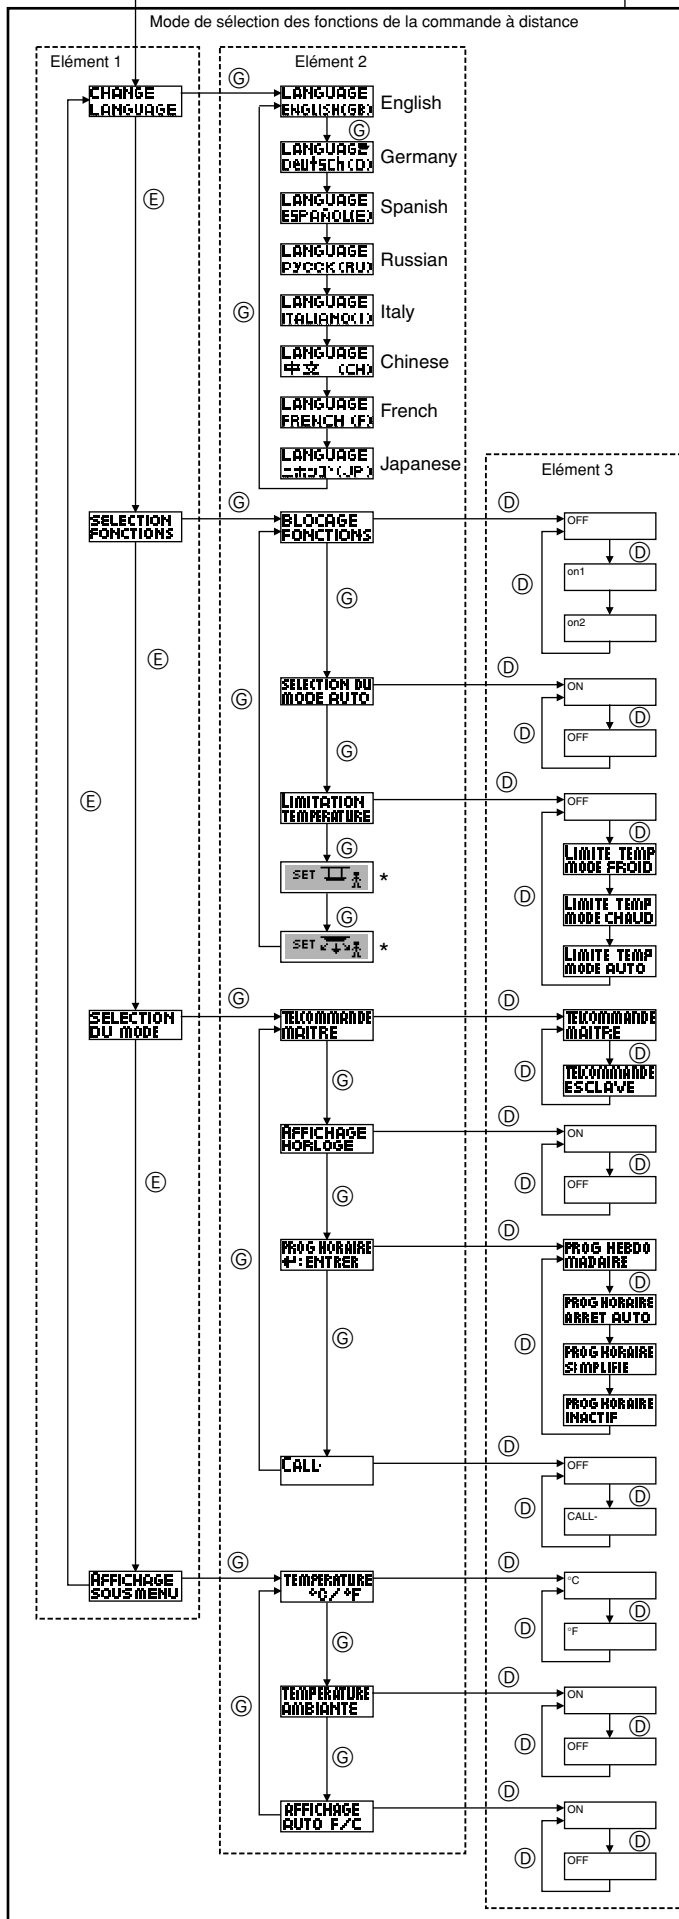 Mode de sélection des fonctions de la commande à distance
Elément 1
Elément 2
CHANGE
LANGUAGE
G
LANGUAGE
ENGLISH(GB)
English
G
LANGUAGE
Deutsch(D)
Germany
E
LANGUAGE
ESPAÑOL(E)
Spanish
LANGUAGE
РУССК(RU)
Russian
G
LANGUAGE
ITALIANO(I)
Italy
LANGUAGE
中文 (CH)
Chinese
LANGUAGE
FRENCH (F)
French
LANGUAGE
ニホンゴ(JP)
Japanese
Elément 3
SELECTION
FONCTIONS
G
BLOCAGE
FONCTIONS
D
OFF
D
on1
D
on2
G
E
SELECTION DU
MODE AUTO
D
ON
D
G
D
OFF
G
E
LIMITATION
TEMPERATURE
D
OFF
D
G
LIMITE TEMP
MODE FROID
SET
*
D
LIMITE TEMP
MODE CHAUD
G
SET
*
LIMITE TEMP
MODE AUTO
SELECTION
DU MODE
G
TELCOMMANDE
MAITRE
D
TELCOMMANDE
MAITRE
D
D
TELCOMMANDE
ESCLAVE
G
AFFICHAGE
HORLOGE
D
ON
D
E
D
OFF
G
PROG HORAIRE
↵:ENTRER
D
PROG HEBDO
MADAIRE
G
D
PROG HORAIRE
ARRET AUTO
D
G
PROG HORAIRE
SIMPLIFIE
PROG HORAIRE
INACTIF
CALL-
D
OFF
D
D
CALL-
AFFICHAGE
SOUS MENU
G
TEMPERATURE
°C/°F
D
°C
D
D
°F
G
TEMPERATURE
AMBIANTE
D
ON
D
G
D
OFF
G
AFFICHAGE
AUTO F/C
D
ON
D
D
OFF